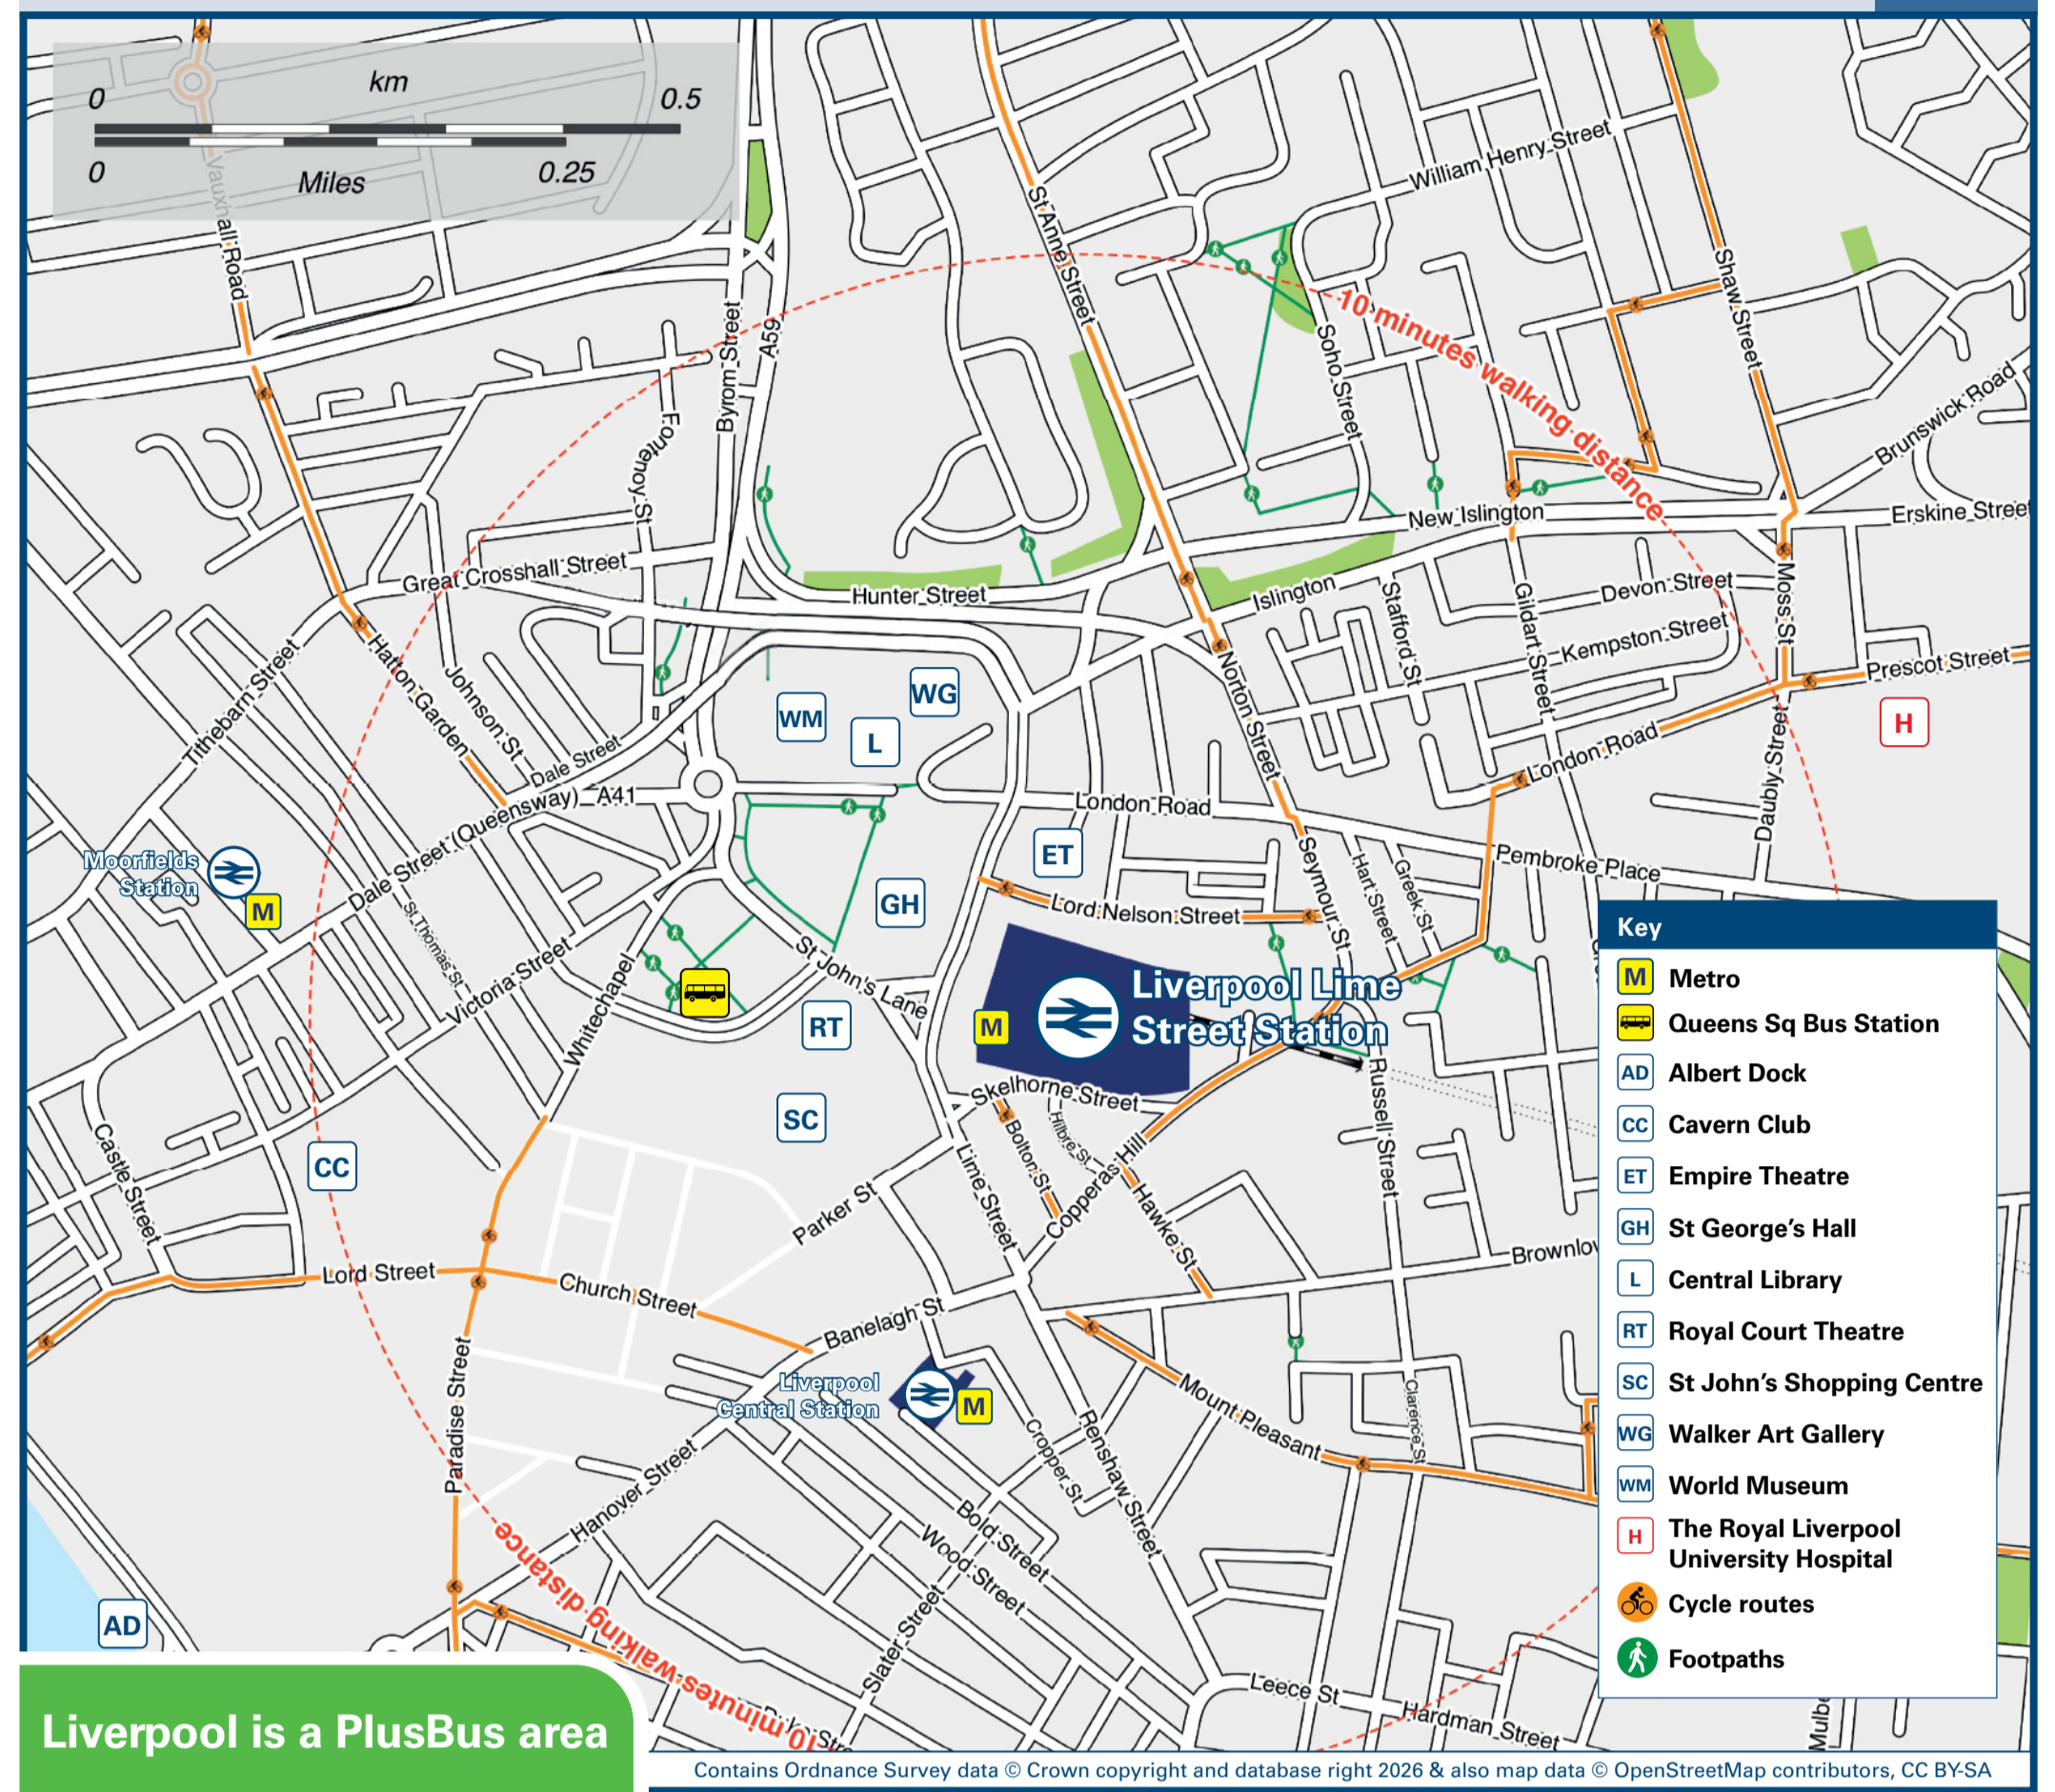 km
0
0.5
0
Miles
0.25
Vauxhall Road
St Anne Street
William Henry Street
Shaw Street
Byrom Street
A59
Soho Street
10 minutes walking distance
Brunswick Road
Fontenoy St
New Islington
Erskine Street
Great Crosshall Street
Hunter Street
Islington
Devon Street
Moss St
Stafford St
Gildart Street
Kempston Street
Prescot Street
Tithebarn Street
Hatton Garden
Johnson St
Norton Street
WG
WM
L
H
Dale Street
London Road
Daubly Street
Dale Street (Queensway) A41
London Road
ET
Pembroke Place
Moorfields
Station
M
St Thomas St
GH
Lord Nelson Street
Seymour St
Hart Street
Greek St
Victoria Street
Whitechapel
St John's Lane
RT
M
Liverpool Lime
Street Station
Skelhorne Street
Russell Street
SC
Castle Street
CC
Bolton St
Hilbre St
Copperas Hill
Hawke St
Lime Street
Parker St
Brownlow
Lord Street
Church Street
Banelagh St
Paradise Street
Liverpool
Central Station
M
Mount Pleasant
Clarence St
Cropper St
Renshaw Street
Hanover Street
Bold Street
Wood Street
Slater Street
10 minutes walking distance
AD
Leece St
Hardman Street
Key
M Metro
Queens Sq Bus Station
AD Albert Dock
CC Cavern Club
ET Empire Theatre
GH St George's Hall
L Central Library
RT Royal Court Theatre
SC St John's Shopping Centre
WG Walker Art Gallery
WM World Museum
H The Royal Liverpool
University Hospital
Cycle routes
Footpaths
Liverpool is a PlusBus area
Contains Ordnance Survey data © Crown copyright and database right 2026 & also map data © OpenStreetMap contributors, CC BY-SA